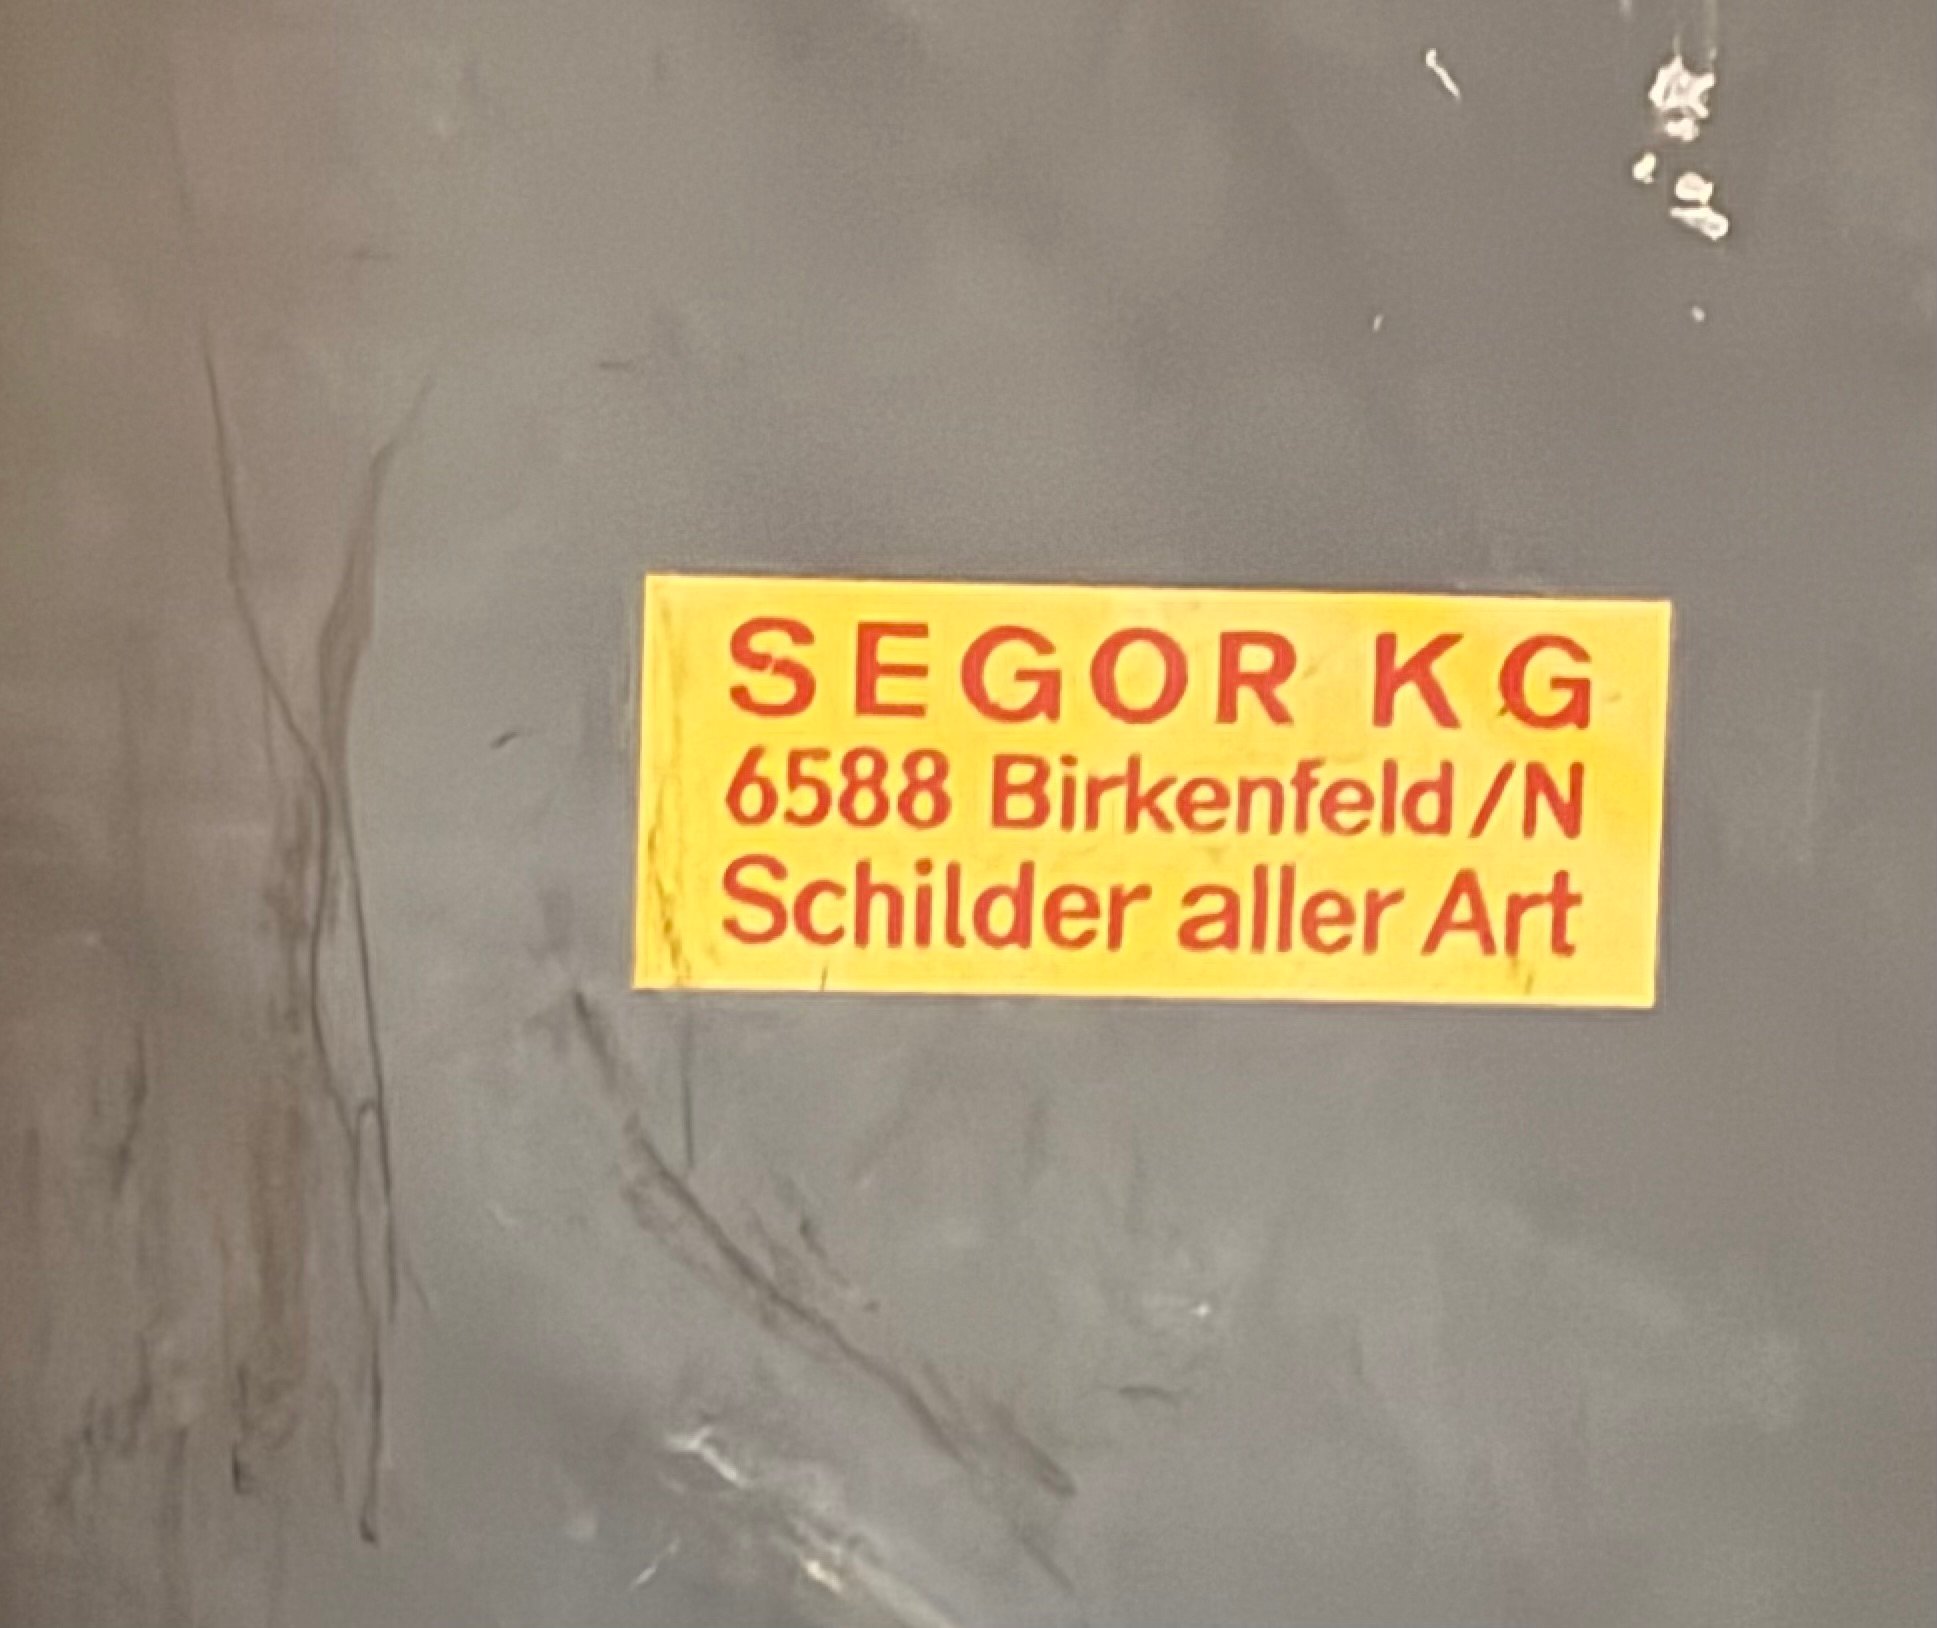 SEGOR KG
6588 Birkenfeld/N
Schilder aller Art